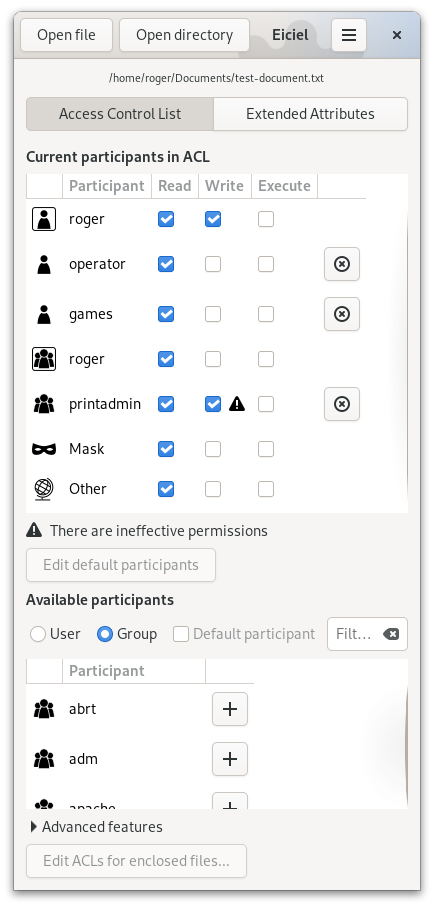 Open file Open directory Eiciel
/home/roger/Documents/test-document.txt
Access Control List Extended Attributes
Current participants in ACL
Participant Read Write Execute
roger
operator
games
roger
printadmin
Mask
Other
There are ineffective permissions
Edit default participants
Available participants
User Group Default participant Filt...
Participant
abrt
adm
apache
Advanced features
Edit ACLs for enclosed files...